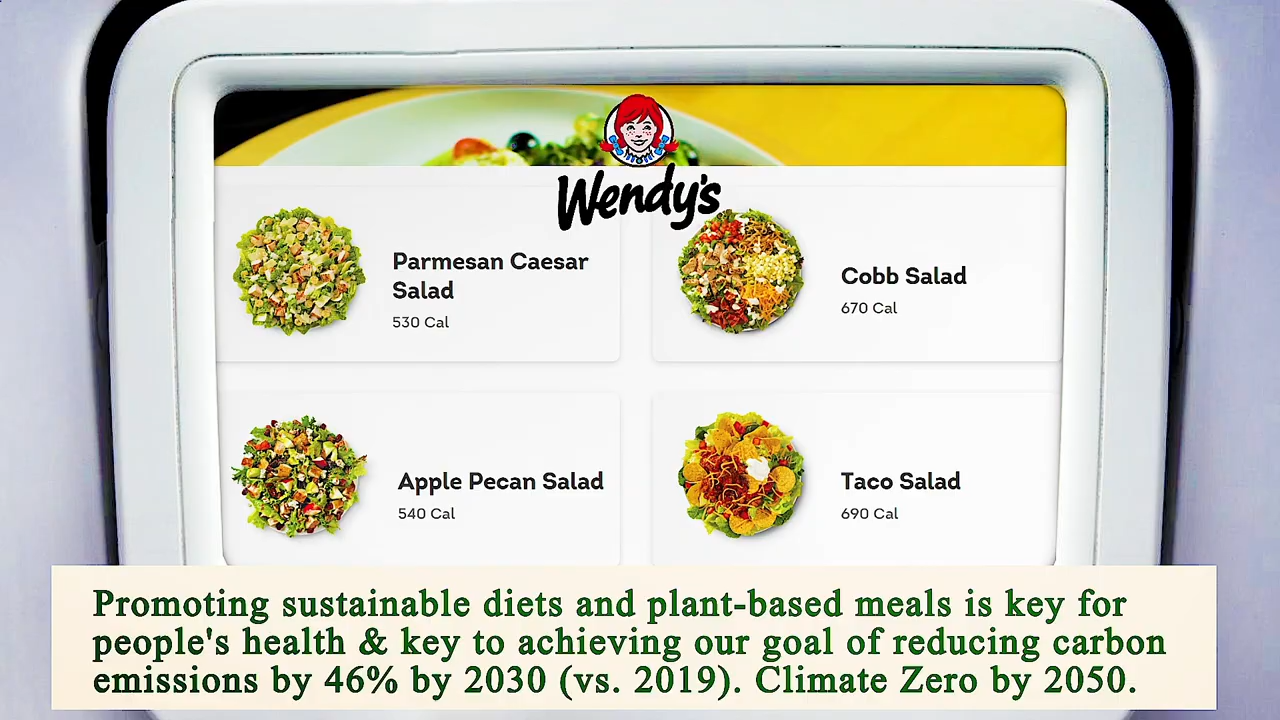 Wendy's
Parmesan Caesar
Salad
530 Cal
Cobb Salad
670 Cal
Apple Pecan Salad
540 Cal
Taco Salad
690 Cal
Promoting sustainable diets and plant-based meals is key for
people's health & key to achieving our goal of reducing carbon
emissions by 46% by 2030 (vs. 2019). Climate Zero by 2050.